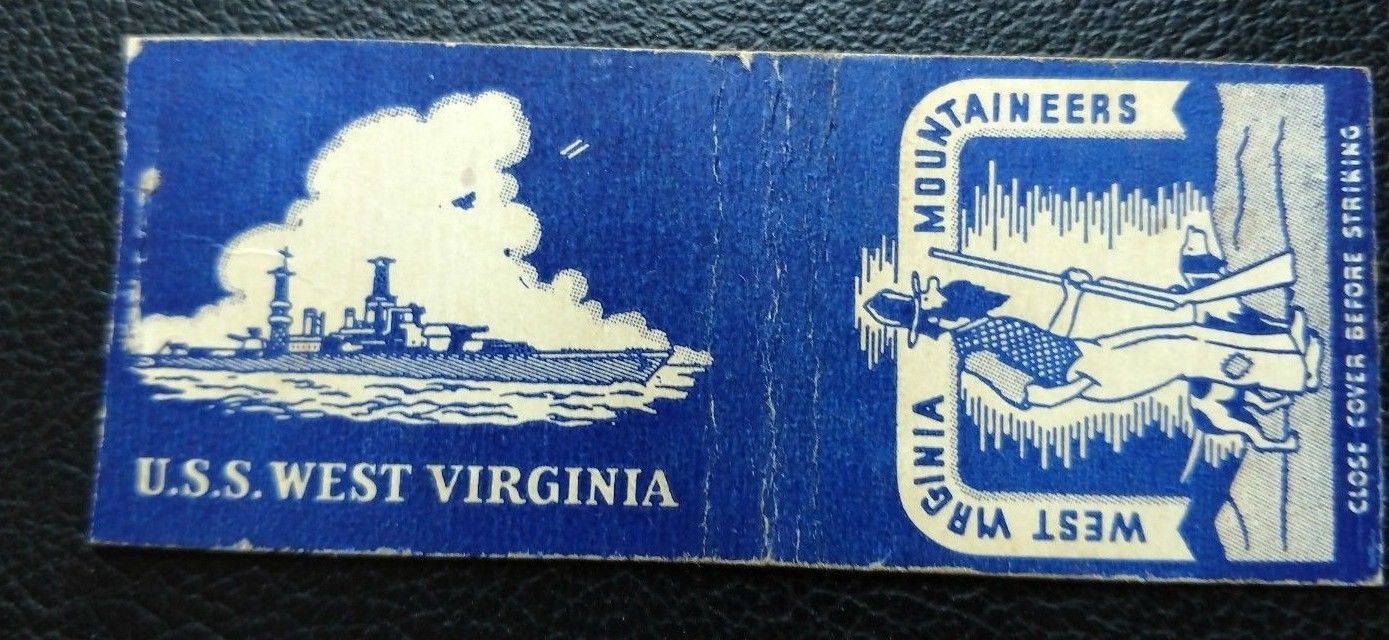 U.S.S. WEST VIRGINIA
WEST VIRGINIA MOUNTAINEERS
CLOSE COVER BEFORE STRIKING